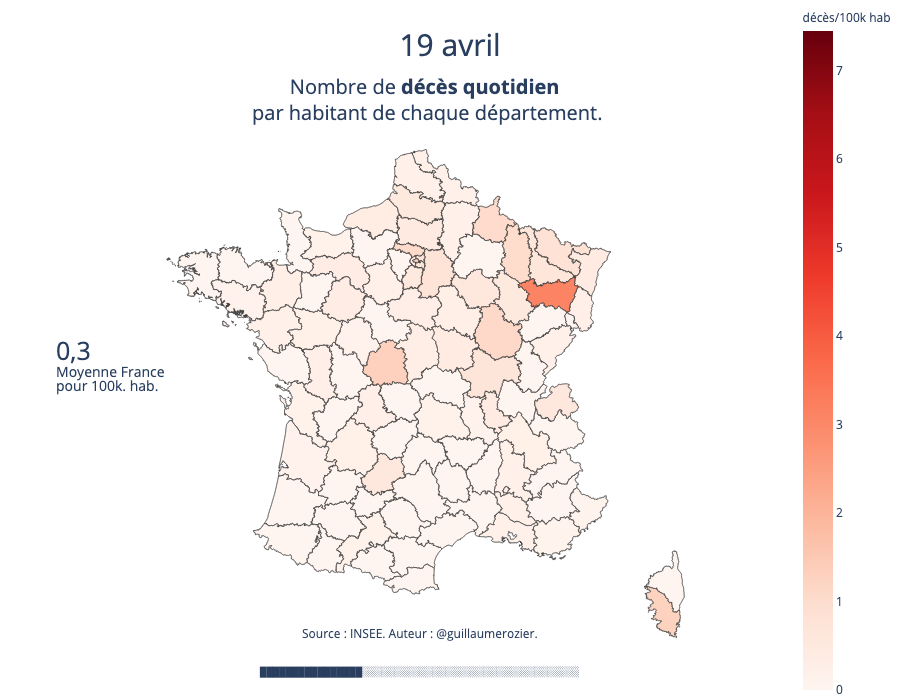 décès/100k hab
19 avril
Nombre de décès quotidien
par habitant de chaque département.
7
6
5
4
3
2
1
0
0,3
Moyenne France
pour 100k. hab.
Source : INSEE. Auteur : @guillaumerozier.